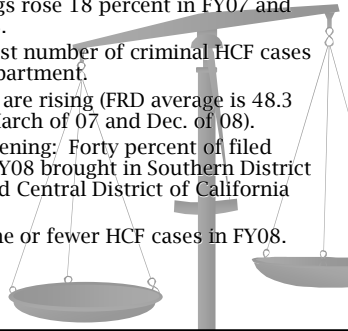 gs rose 18 percent in FY07 and
.
st number of criminal HCF cases
partment.
are rising (FRD average is 48.3
March of 07 and Dec. of 08).
ening: Forty percent of filed
Y08 brought in Southern District
d Central District of California
ne or fewer HCF cases in FY08.